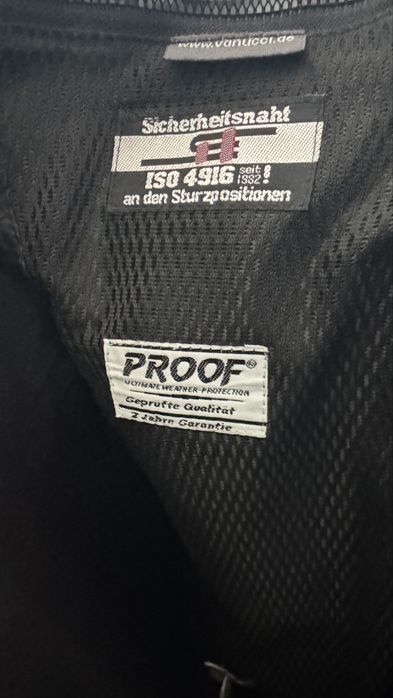 www.vanucci.de
Sicherheitsnaht
ISO 4916 seit 1992!
an den Sturzpositionen
PROOF®
ULTIMATE WEATHER-PROTECTION
Geprüfte Qualität
2 Jahre Garantie